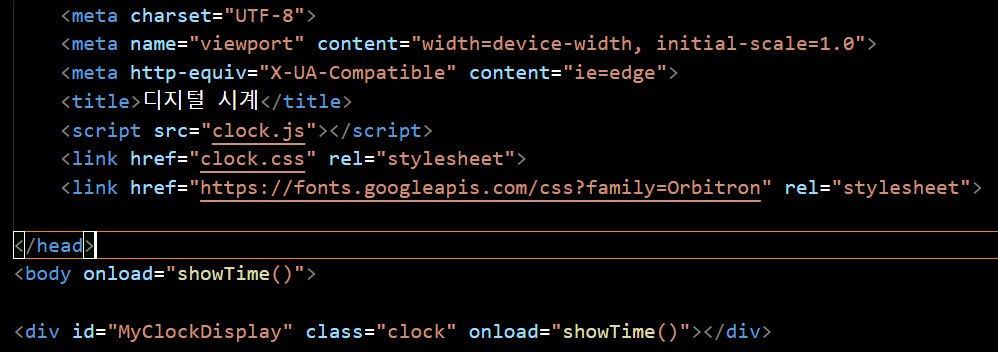 <meta charset="UTF-8">
<meta name="viewport" content="width=device-width, initial-scale=1.0">
<meta http-equiv="X-UA-Compatible" content="ie=edge">
<title>디지털 시계</title>
<script src="clock.js"></script>
<link href="clock.css" rel="stylesheet">
<link href="https://fonts.googleapis.com/css?family=Orbitron" rel="stylesheet">
</head>
<body onload="showTime()">
<div id="MyClockDisplay" class="clock" onload="showTime()"></div>